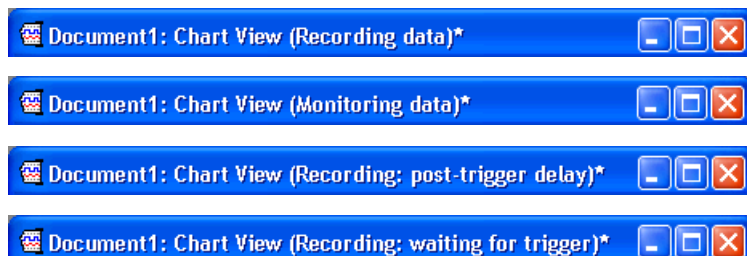 Document1: Chart View (Recording data)*
Document1: Chart View (Monitoring data)*
Document1: Chart View (Recording: post-trigger delay)*
Document1: Chart View (Recording: waiting for trigger)*